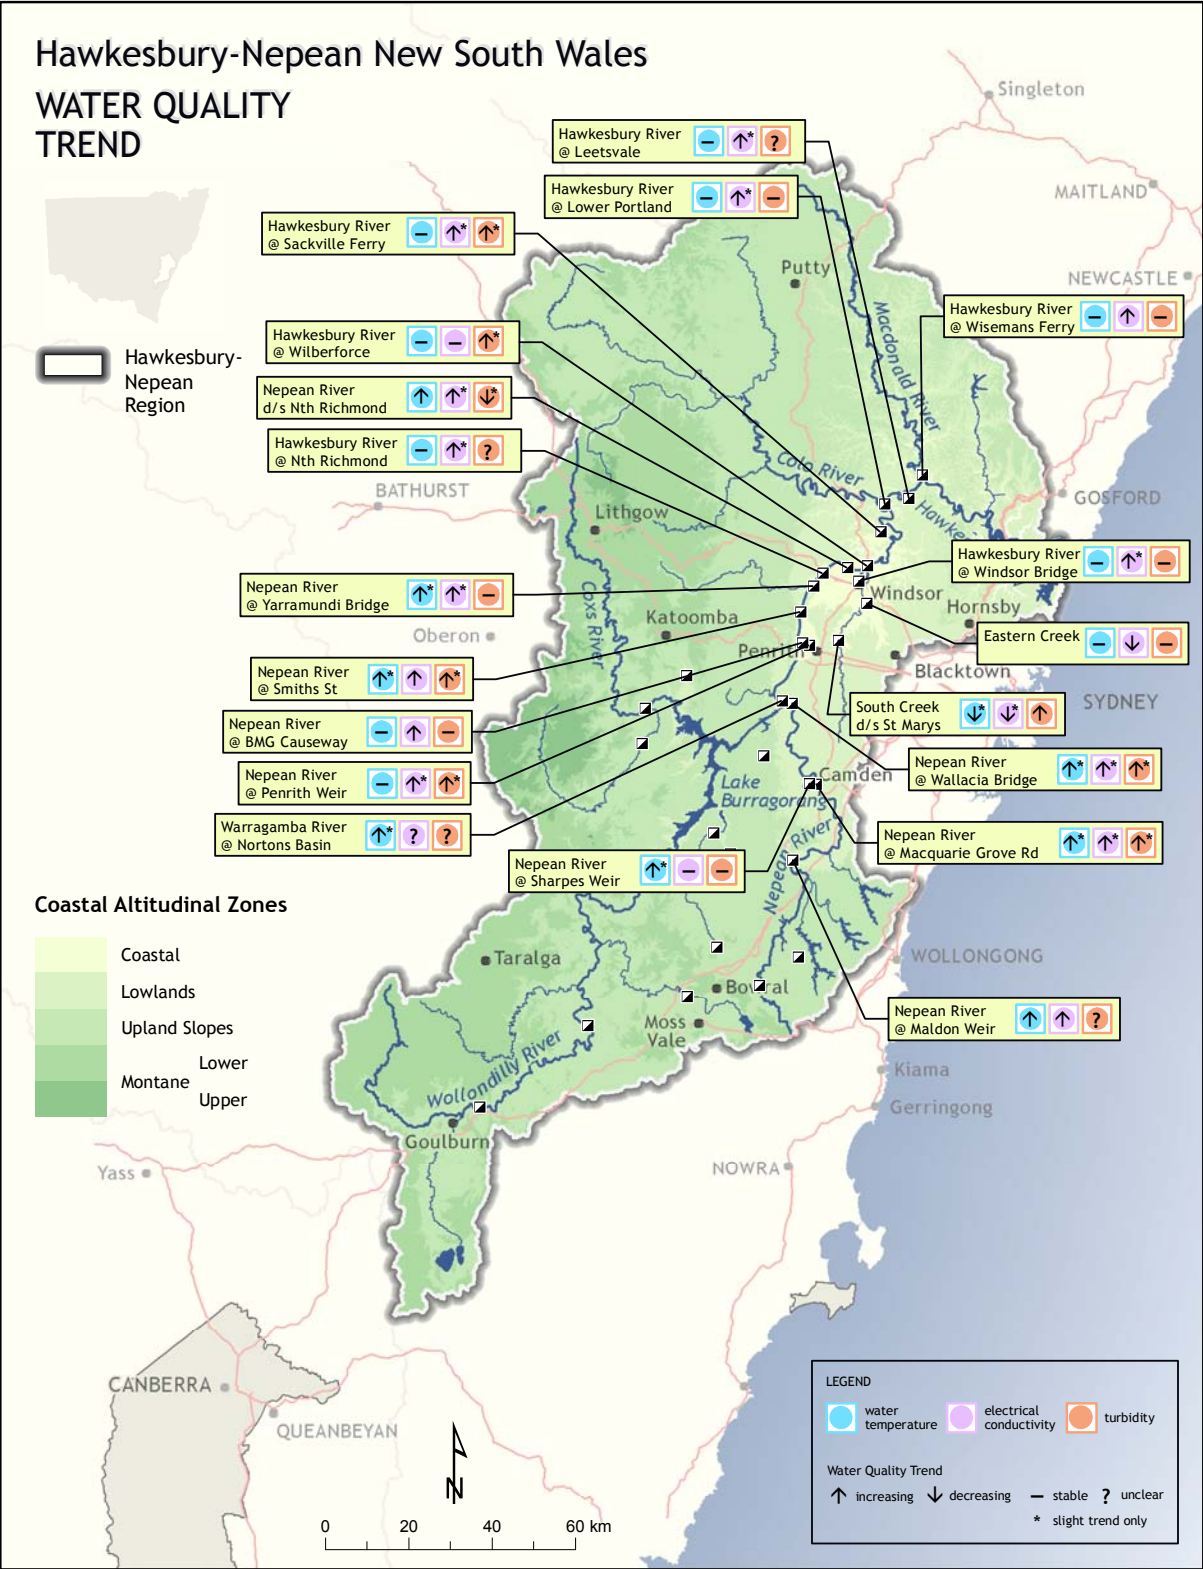 Hawkesbury-Nepean New South Wales
WATER QUALITY
TREND
Singleton
MAITLAND
NEWCASTLE
Hawkesbury River
@ Leetsvale
↑* ?
Hawkesbury River
@ Lower Portland
– ↑* –
Hawkesbury River
@ Sackville Ferry
– ↑* ↑*
Putty
Macdonald River
Hawkesbury River
@ Wisemans Ferry
– ↑ –
Hawkesbury-
Nepean
Region
Hawkesbury River
@ Wilberforce
– – ↑*
Nepean River
d/s Nth Richmond
↑ ↑* ↓*
Hawkesbury River
@ Nth Richmond
– ↑* ?
BATHURST
Colo River
GOSFORD
Lithgow
Hawke
Hawkesbury River
@ Windsor Bridge
– ↑* –
Nepean River
@ Yarramundi Bridge
↑* ↑* –
Coxs River
Windsor
Hornsby
Katoomba
Oberon
Eastern Creek
– ↓ –
Penrith
Blacktown
Nepean River
@ Smiths St
↑* ↑ ↑*
SYDNEY
South Creek
d/s St Marys
↓* ↓* ↑
Nepean River
@ BMG Causeway
– ↑ –
Nepean River
@ Wallacia Bridge
↑* ↑* ↑*
Nepean River
@ Penrith Weir
– ↑* ↑*
Camden
Lake
Burragorang
Warragamba River
@ Nortons Basin
↑* ? ?
Nepean River
@ Macquarie Grove Rd
↑* ↑* ↑*
Nepean River
@ Sharpes Weir
↑* – –
Nepean River
Coastal Altitudinal Zones
Coastal
Lowlands
Upland Slopes
Lower
Montane
Upper
Taralga
WOLLONGONG
Bowral
Moss
Vale
Nepean River
@ Maldon Weir
↑ ↑ ?
Wollondilly River
Kiama
Gerringong
Goulburn
Yass
NOWRA
CANBERRA
QUEANBEYAN
N
0 20 40 60 km
LEGEND
water
temperature
electrical
conductivity
turbidity
Water Quality Trend
↑ increasing ↓ decreasing – stable ? unclear
* slight trend only